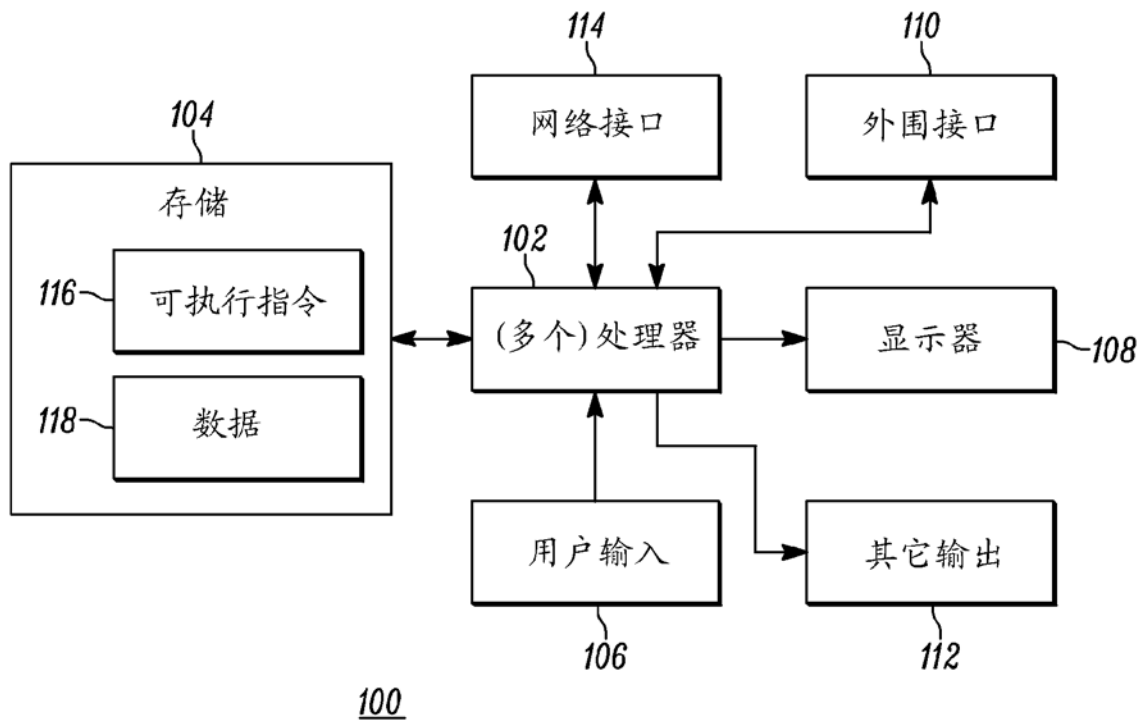 114
110
网络接口
外围接口
104
存储
102
116
可执行指令
(多个)处理器
显示器
108
118
数据
用户输入
其它输出
106
112
100